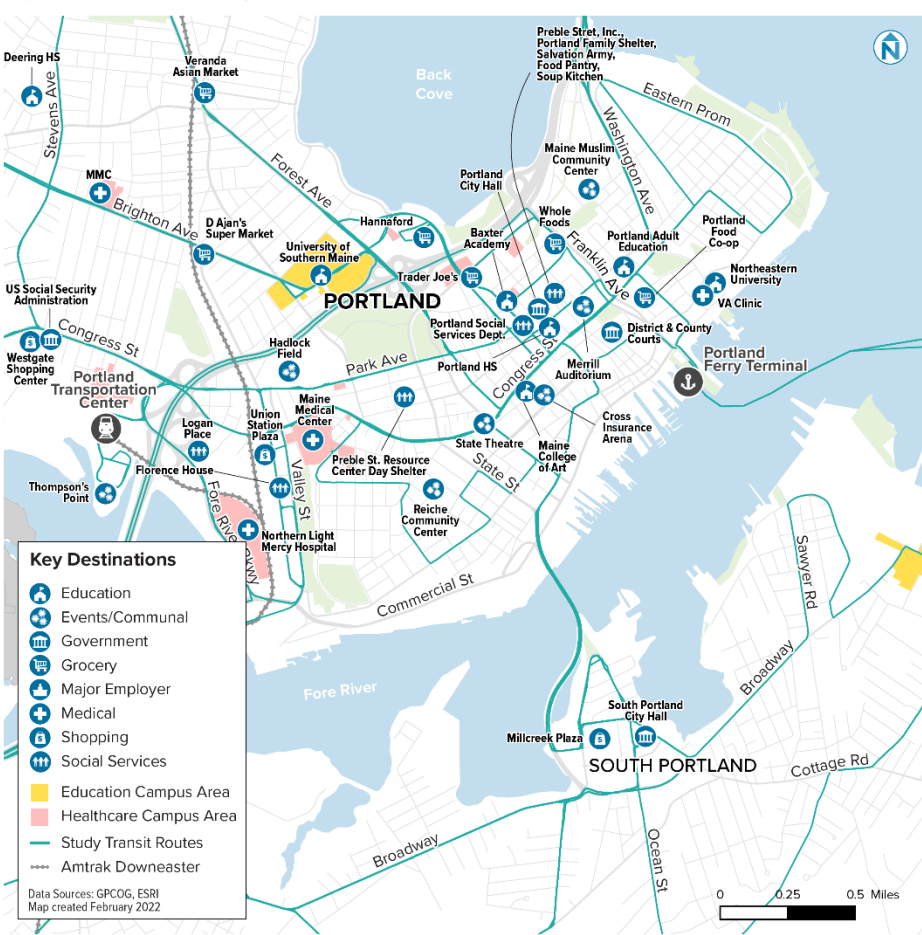 Preble Stret, Inc.,
Portland Family Shelter,
Salvation Army,
Food Pantry,
Soup Kitchen
N
Deering HS
Veranda
Asian Market
Back
Cove
Eastern Prom
Stevens Ave
Washington Ave
Forest Ave
Maine Muslim
Community
Center
MMC
Portland
City Hall
Brighton Ave
D Ajan's
Super Market
Hannaford
Whole
Foods
Portland
Food
Co-op
University of
Southern Maine
Baxter
Academy
Franklin Ave
Portland Adult
Education
Trader Joe's
Northeastern
University
US Social Security
Administration
PORTLAND
VA Clinic
Congress St
Portland Social
Services Dept.
District & County
Courts
Westgate
Shopping
Center
Hadlock
Field
Park Ave
Portland HS
Congress St
Merrill
Auditorium
Portland
Ferry Terminal
Portland
Transportation
Center
Logan
Place
Union
Station
Plaza
Maine
Medical
Center
Cross
Insurance
Arena
State Theatre
Maine
College
of Art
Florence House
Preble St. Resource
Center Day Shelter
State St
Valley St
Thompson's
Point
Fore River Pkwy
Reiche
Community
Center
Northern Light
Mercy Hospital
Commercial St
Sawyer Rd
Key Destinations
Education
Events/Communal
Government
Grocery
Major Employer
Medical
Shopping
Social Services
Education Campus Area
Healthcare Campus Area
Study Transit Routes
Amtrak Downeaster
Data Sources: GPCOG, ESRI
Map created February 2022
Fore River
Broadway
South Portland
City Hall
Millcreek Plaza
SOUTH PORTLAND
Cottage Rd
Broadway
Ocean St
0 0.25 0.5 Miles